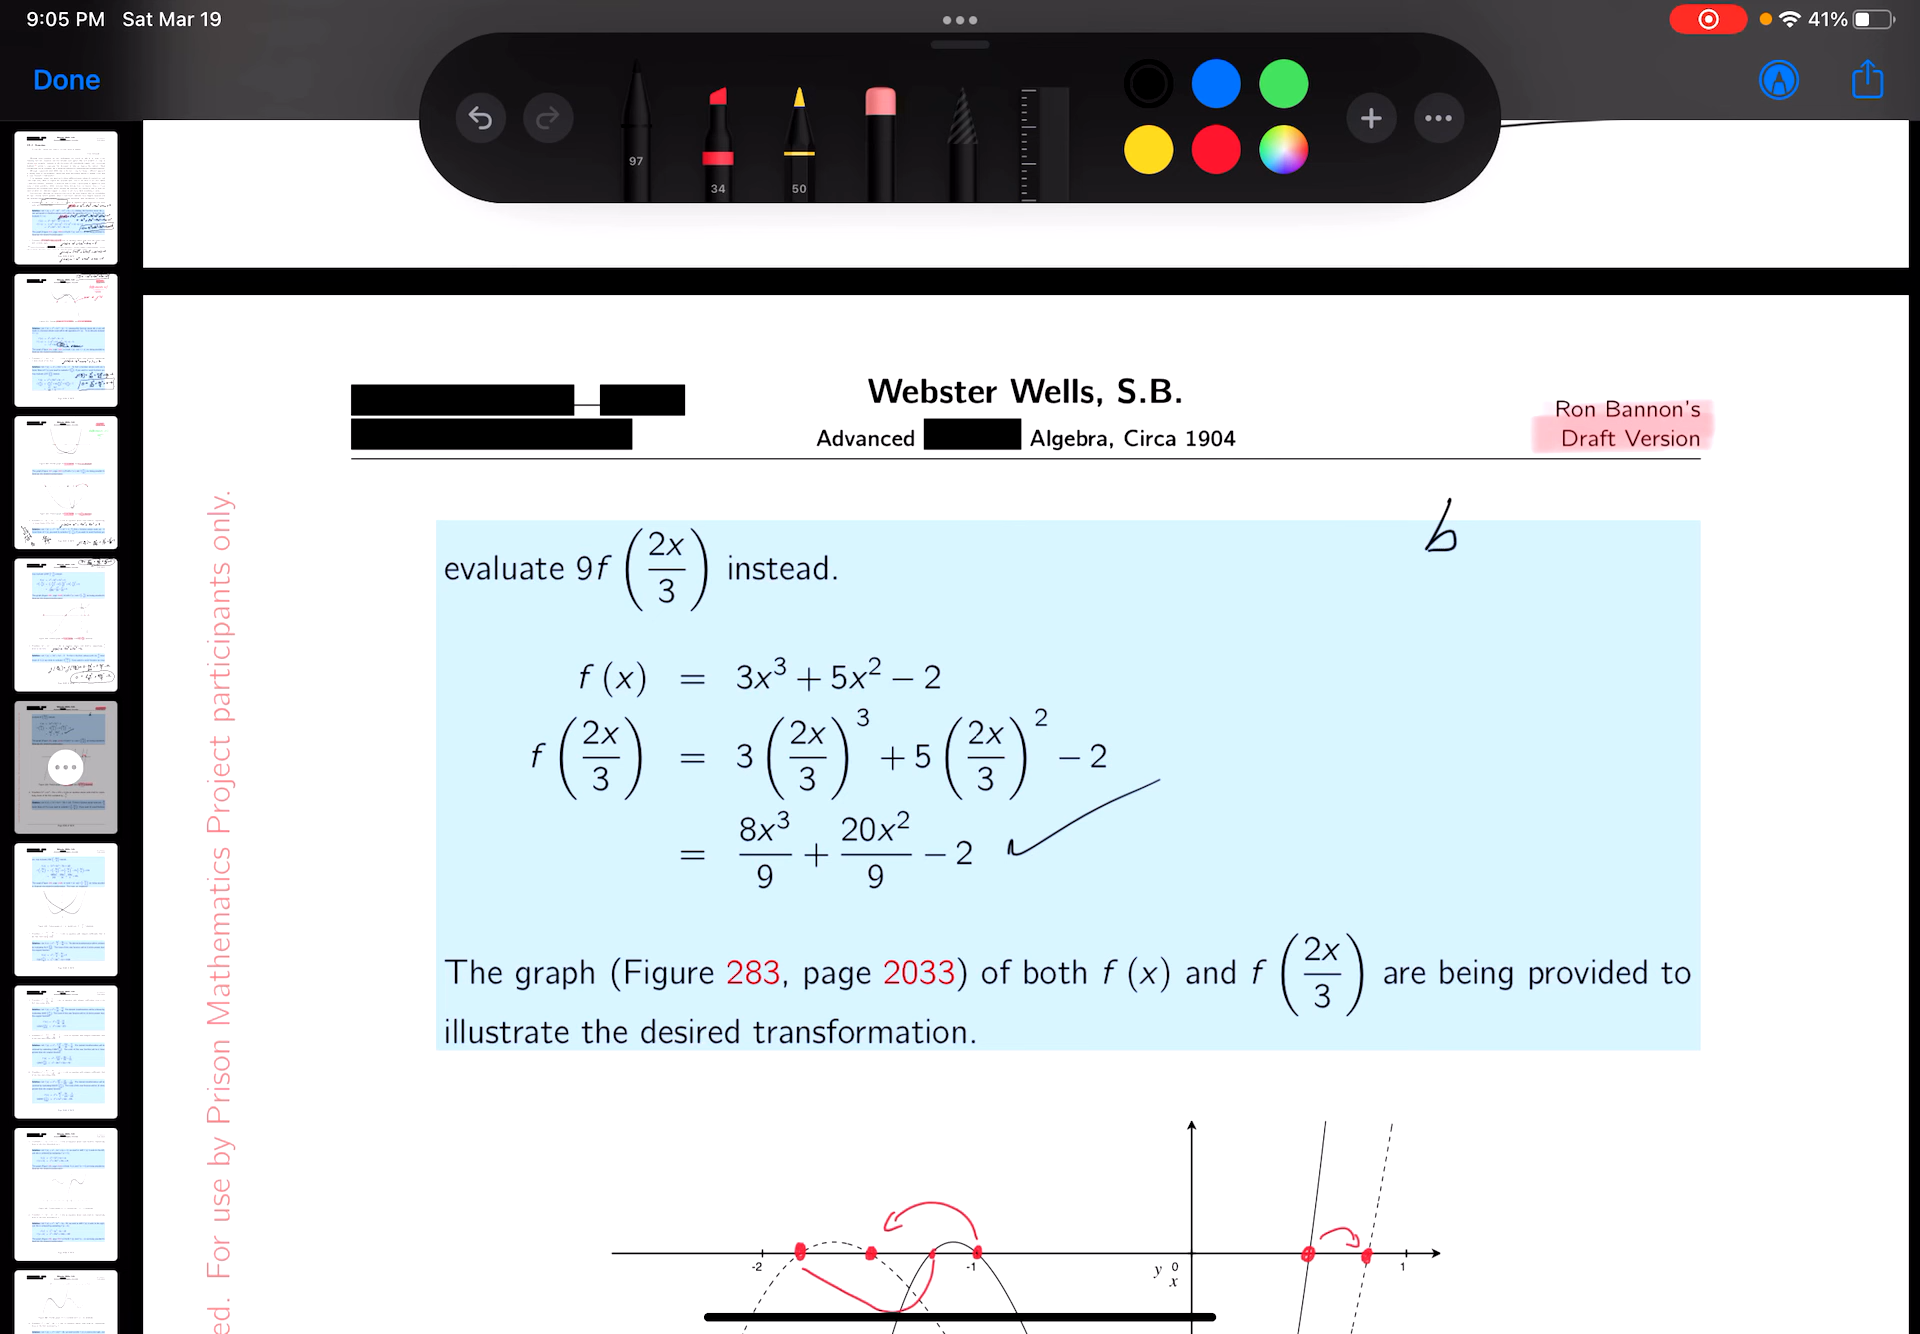 9:05 PM Sat Mar 19
41%
Done
97
34
50
Webster Wells, S.B.
Advanced Algebra, Circa 1904
Ron Bannon's
Draft Version
ed. For use by Prison Mathematics Project participants only.
b
evaluate 9f (2x/3) instead.
f (x) = 3x³ + 5x² − 2
f (2x/3) = 3 (2x/3)³ + 5 (2x/3)² − 2
= 8x³/9 + 20x²/9 − 2
The graph (Figure 283, page 2033) of both f (x) and f (2x/3) are being provided to
illustrate the desired transformation.
-2 -1 y 0 1
x